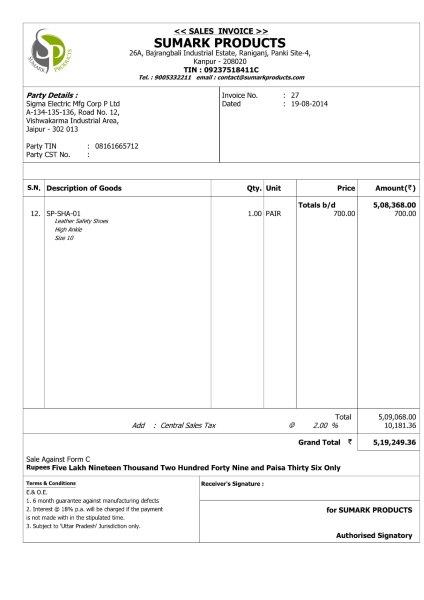 << SALES INVOICE >>
SUMARK PRODUCTS
26A, Bajrangbali Industrial Estate, Raniganj, Panki Site-4,
Kanpur - 208020
TIN : 09237518411C
Tel. : 9005332211 email : contact@sumarkproducts.com
SP
SUMARK PRODUCTS
Party Details :
Sigma Electric Mfg Corp P Ltd
A-134-135-136, Road No. 12,
Vishwakarma Industrial Area,
Jaipur - 302 013
Party TIN : 08161665712
Party CST No. :
Invoice No. : 27
Dated : 19-08-2014
S.N. Description of Goods Qty. Unit Price Amount(₹)
Totals b/d 5,08,368.00
12. SP-SHA-01 1.00 PAIR 700.00 700.00
Leather Safety Shoes
High Ankle
Size 10
Total 5,09,068.00
Add : Central Sales Tax @ 2.00 % 10,181.36
Grand Total ₹ 5,19,249.36
Sale Against Form C
Rupees Five Lakh Nineteen Thousand Two Hundred Forty Nine and Paisa Thirty Six Only
Terms & Conditions
E.& O.E.
1. 6 month guarantee against manufacturing defects
2. Interest @ 18% p.a. will be charged if the payment
is not made with in the stipulated time.
3. Subject to 'Uttar Pradesh' Jurisdiction only.
Receiver's Signature :
for SUMARK PRODUCTS
Authorised Signatory